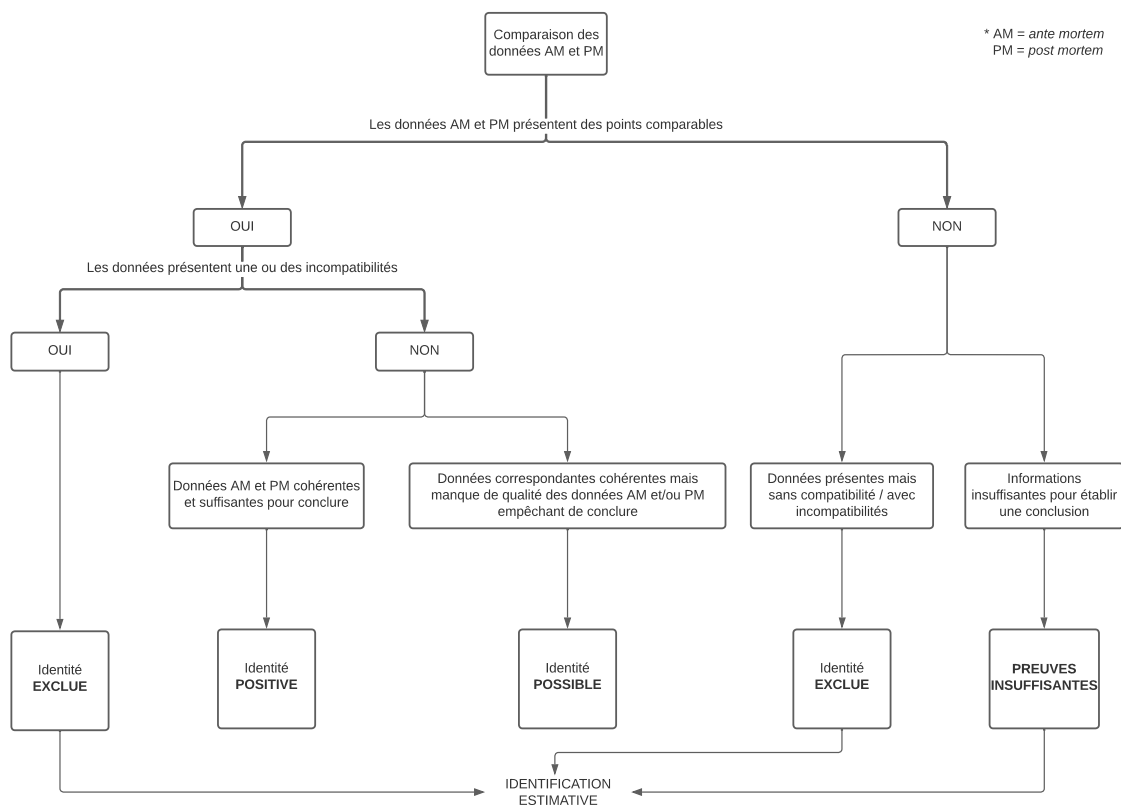 Comparaison des
données AM et PM
* AM = ante mortem
PM = post mortem
Les données AM et PM présentent des points comparables
OUI
NON
Les données présentent une ou des incompatibilités
OUI
NON
Données AM et PM cohérentes
et suffisantes pour conclure
Données correspondantes cohérentes mais
manque de qualité des données AM et/ou PM
empêchant de conclure
Données présentes mais
sans compatibilité / avec
incompatibilités
Informations
insuffisantes pour établir
une conclusion
Identité
EXCLUE
Identité
POSITIVE
Identité
POSSIBLE
Identité
EXCLUE
PREUVES
INSUFFISANTES
IDENTIFICATION
ESTIMATIVE